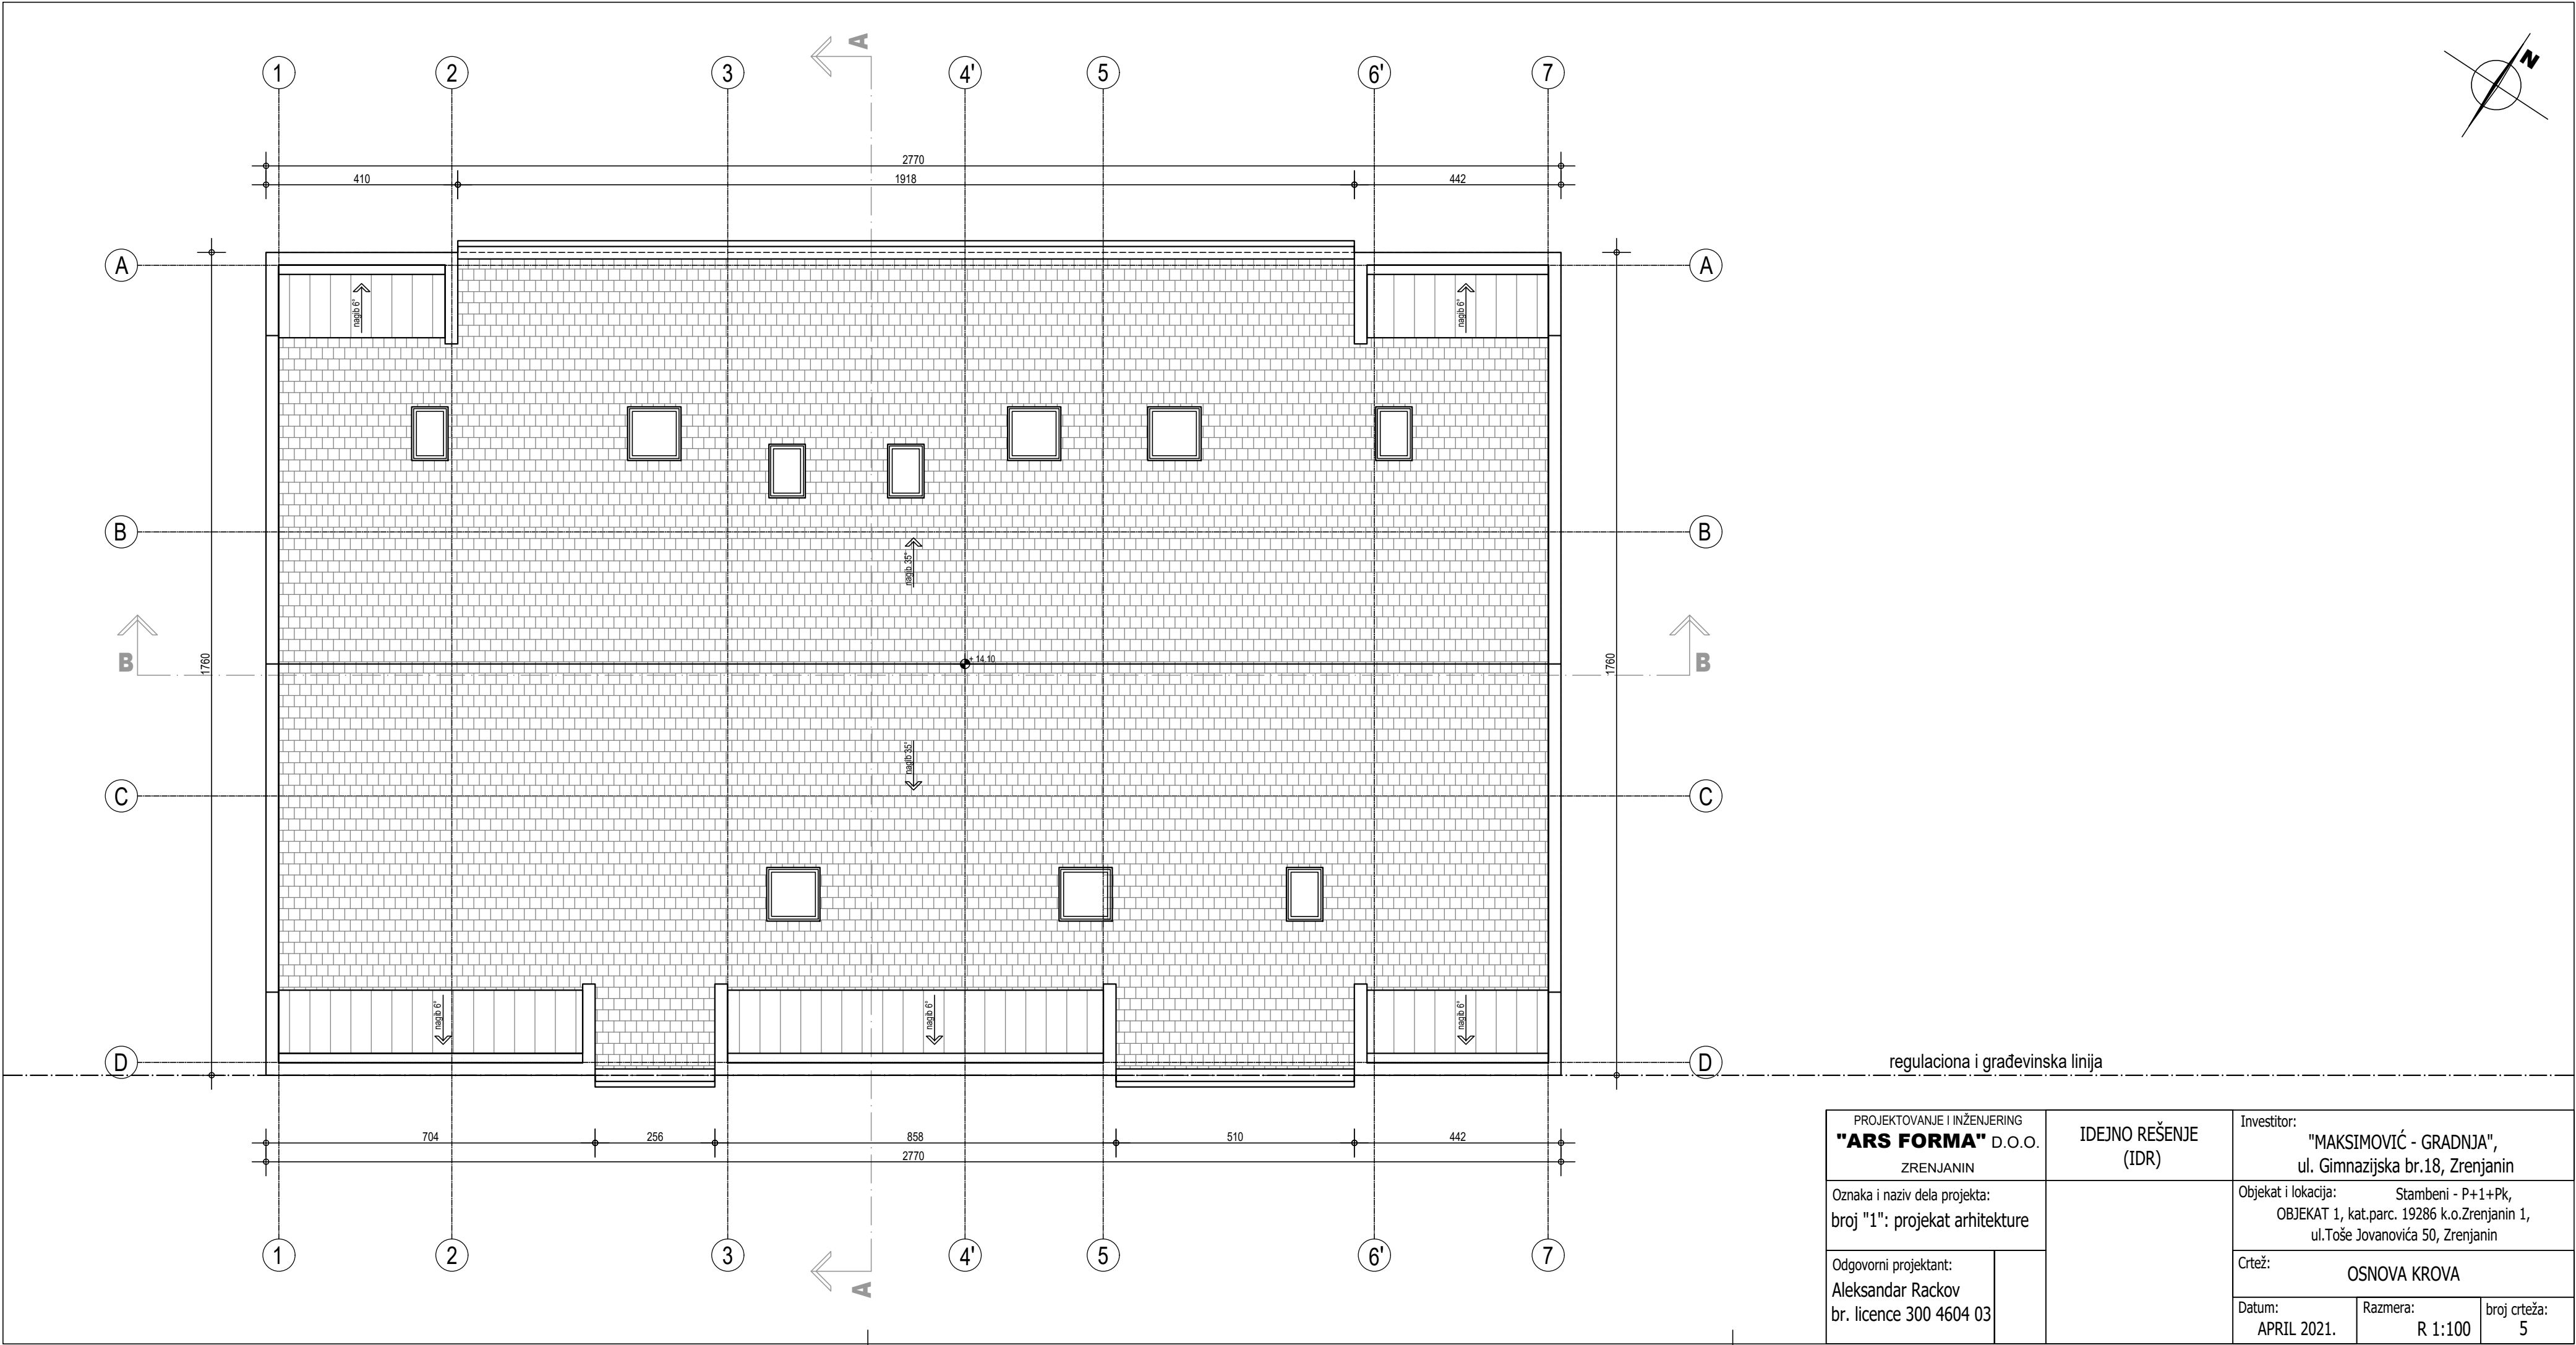 A
1 2 3 4' 5 6' 7
N
2770
410 1918 442
A A
nagib 6° nagib 6°
B B
nagib 35°
B 1760 + 14.10 1760 B
nagib 35°
C C
nagib 6° nagib 6° nagib 6°
D D
regulaciona i građevinska linija
704 256 858 510 442
2770
1 2 3 4' 5 6' 7
A
PROJEKTOVANJE I INŽENJERING
"ARS FORMA" D.O.O.
ZRENJANIN
IDEJNO REŠENJE
(IDR)
Investitor:
"MAKSIMOVIĆ - GRADNJA",
ul. Gimnazijska br.18, Zrenjanin
Oznaka i naziv dela projekta:
broj "1": projekat arhitekture
Objekat i lokacija: Stambeni - P+1+Pk,
OBJEKAT 1, kat.parc. 19286 k.o.Zrenjanin 1,
ul.Toše Jovanovića 50, Zrenjanin
Odgovorni projektant:
Aleksandar Rackov
br. licence 300 4604 03
Crtež:
OSNOVA KROVA
Datum:
APRIL 2021.
Razmera:
R 1:100
broj crteža:
5